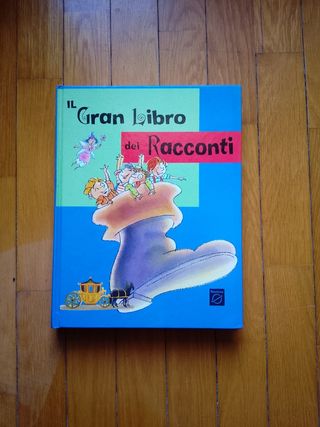 IL
Gran Libro
dei Racconti